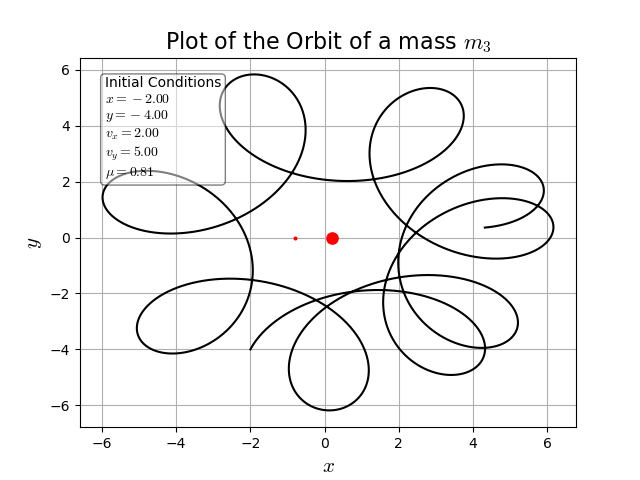 Plot of the Orbit of a mass m₃
Initial Conditions
x = −2.00
y = −4.00
vₓ = 2.00
v_y = 5.00
μ = 0.81
6
4
2
0
−2
−4
−6
y
−6 −4 −2 0 2 4 6
x